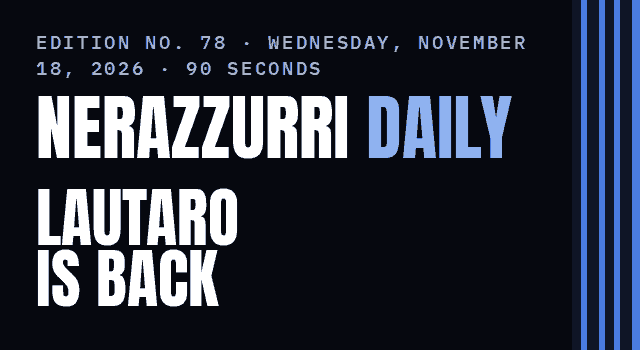 EDITION NO. 78 · WEDNESDAY, NOVEMBER
18, 2026 · 90 SECONDS
NERAZZURRI DAILY
LAUTARO
IS BACK